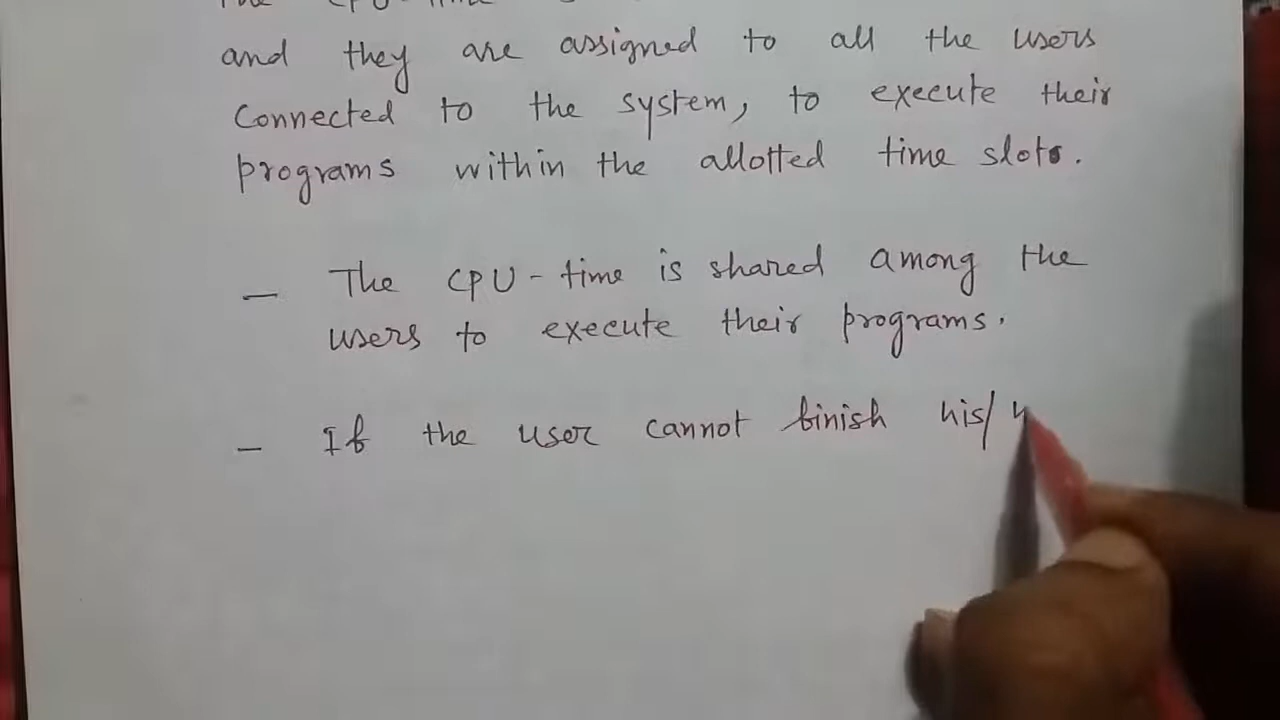 and they are assigned to all the users
Connected to the system, to execute their
programs within the allotted time slots.
— The CPU-time is shared among the
users to execute their programs.
— If the user cannot finish his/